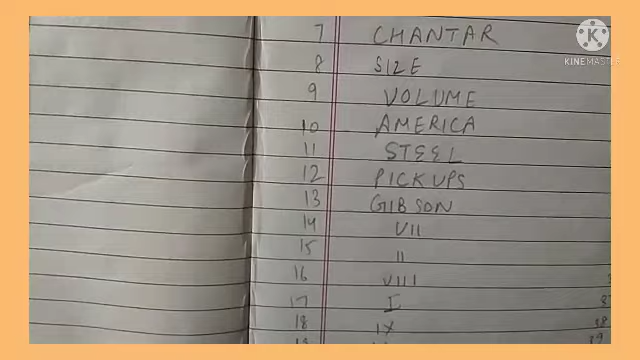 7 CHANTAR
8 SIZE
9 VOLUME
10 AMERICA
11 STEEL
12 PICKUPS
13 GIBSON
14 VII
15 II
16 VIII
17 I
18 IX
KINEMASTER